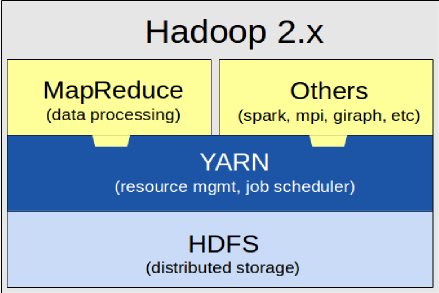 Hadoop 2.x
MapReduce
(data processing)
Others
(spark, mpi, giraph, etc)
YARN
(resource mgmt, job scheduler)
HDFS
(distributed storage)